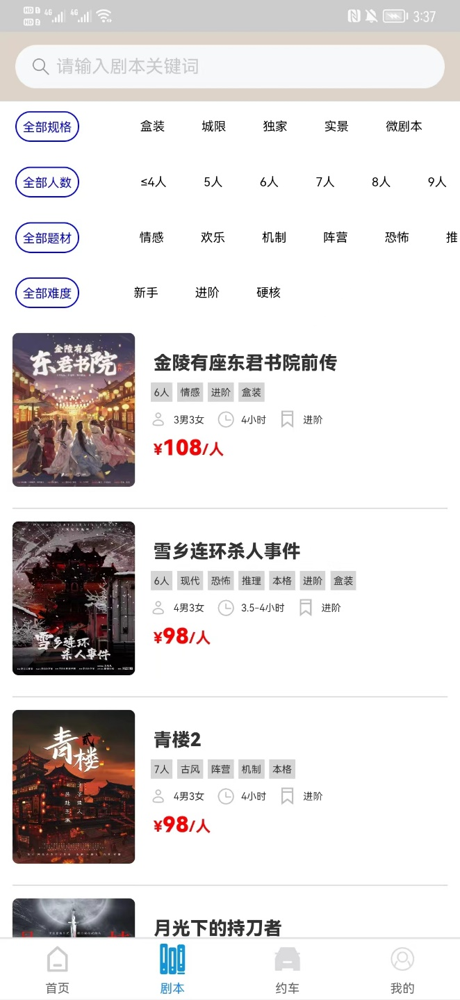 HD 1 4G 4G 3:37
HD 2
请输入剧本关键词
全部规格 盒装 城限 独家 实景 微剧本
全部人数 ≤4人 5人 6人 7人 8人 9人
全部题材 情感 欢乐 机制 阵营 恐怖 推
全部难度 新手 进阶 硬核
金陵有座
东君书院
金陵有座东君书院前传
6人 情感 进阶 盒装
3男3女 4小时 进阶
¥108/人
雪乡连环
杀人事件
雪乡连环杀人事件
6人 现代 恐怖 推理 本格 进阶 盒装
4男3女 3.5-4小时 进阶
¥98/人
青楼
贰
青楼2
7人 古风 阵营 机制 本格
4男3女 4小时 进阶
¥98/人
月光下的持刀者
首页 剧本 约车 我的